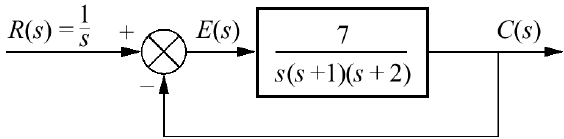 R(s) = 1/s
+
−
E(s)
7
s(s +1)(s + 2)
C(s)